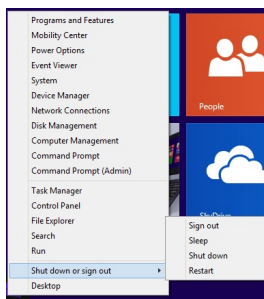 Programs and Features
Mobility Center
Power Options
Event Viewer
System
Device Manager
Network Connections
Disk Management
Computer Management
Command Prompt
Command Prompt (Admin)
Task Manager
Control Panel
File Explorer
Search
Run
Shut down or sign out
Desktop
Sign out
Sleep
Shut down
Restart
People
SkyDrive